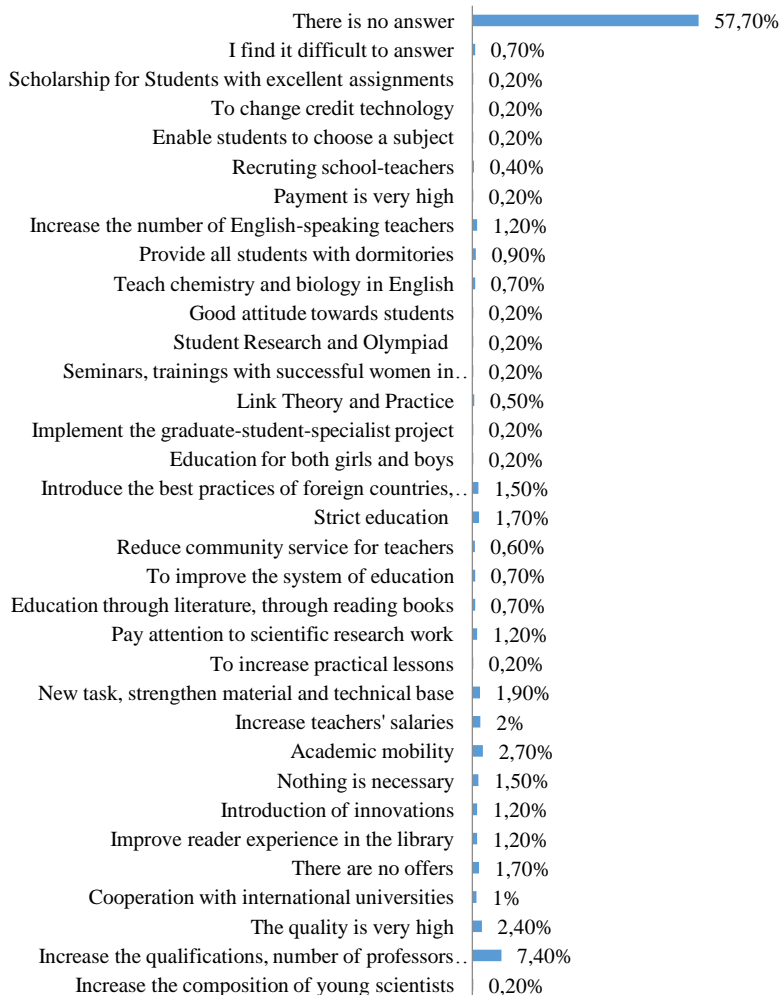 There is no answer 57,70%
I find it difficult to answer 0,70%
Scholarship for Students with excellent assignments 0,20%
To change credit technology 0,20%
Enable students to choose a subject 0,20%
Recruting school-teachers 0,40%
Payment is very high 0,20%
Increase the number of English-speaking teachers 1,20%
Provide all students with dormitories 0,90%
Teach chemistry and biology in English 0,70%
Good attitude towards students 0,20%
Student Research and Olympiad 0,20%
Seminars, trainings with successful women in.. 0,20%
Link Theory and Practice 0,50%
Implement the graduate-student-specialist project 0,20%
Education for both girls and boys 0,20%
Introduce the best practices of foreign countries,.. 1,50%
Strict education 1,70%
Reduce community service for teachers 0,60%
To improve the system of education 0,70%
Education through literature, through reading books 0,70%
Pay attention to scientific research work 1,20%
To increase practical lessons 0,20%
New task, strengthen material and technical base 1,90%
Increase teachers' salaries 2%
Academic mobility 2,70%
Nothing is necessary 1,50%
Introduction of innovations 1,20%
Improve reader experience in the library 1,20%
There are no offers 1,70%
Cooperation with international universities 1%
The quality is very high 2,40%
Increase the qualifications, number of professors.. 7,40%
Increase the composition of young scientists 0,20%